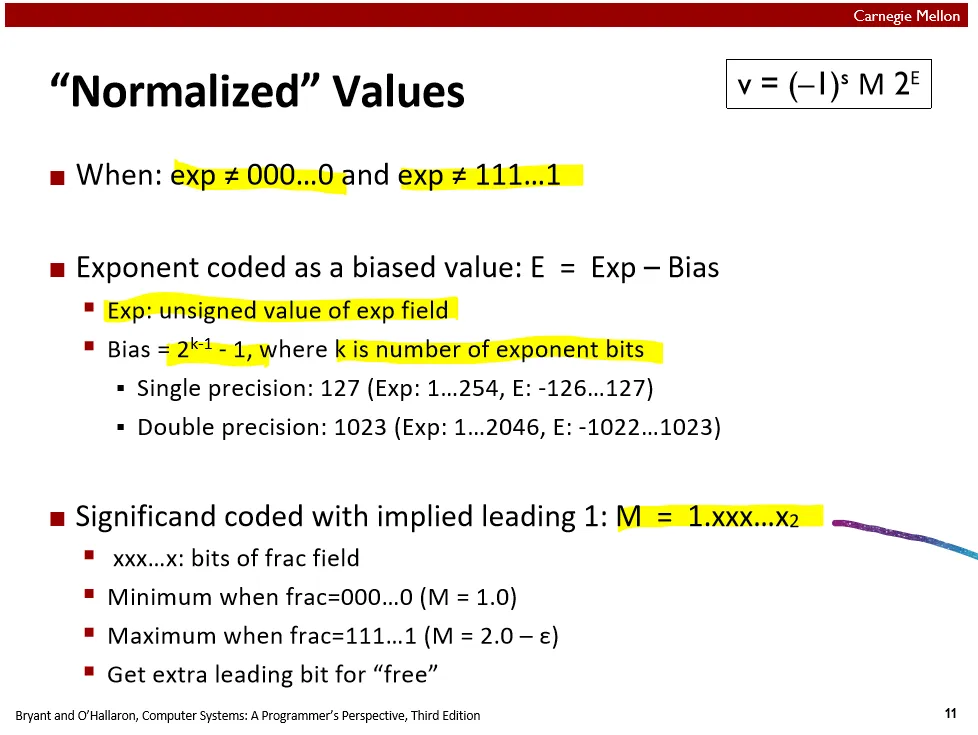 Carnegie Mellon
“Normalized” Values
v = (–1)ˢ M 2ᴱ
■ When: exp ≠ 000…0 and exp ≠ 111…1
■ Exponent coded as a biased value: E = Exp – Bias
▪ Exp: unsigned value of exp field
▪ Bias = 2ᵏ⁻¹ - 1, where k is number of exponent bits
▪ Single precision: 127 (Exp: 1…254, E: -126…127)
▪ Double precision: 1023 (Exp: 1…2046, E: -1022…1023)
■ Significand coded with implied leading 1: M = 1.xxx…x₂
▪ xxx…x: bits of frac field
▪ Minimum when frac=000…0 (M = 1.0)
▪ Maximum when frac=111…1 (M = 2.0 – ε)
▪ Get extra leading bit for “free”
Bryant and O’Hallaron, Computer Systems: A Programmer’s Perspective, Third Edition
11